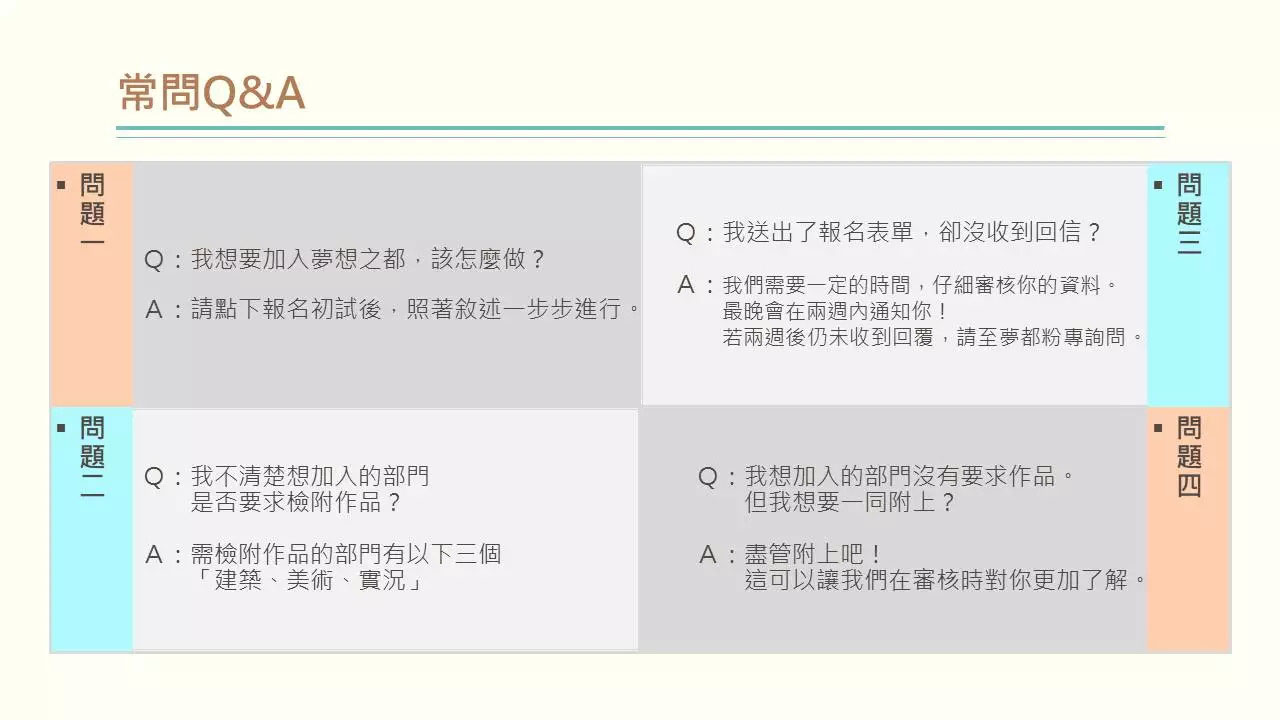 常問Q&A
問題一
Q：我想要加入夢想之都，該怎麼做？
A：請點下報名初試後，照著敘述一步步進行。
問題二
Q：我不清楚想加入的部門
是否要求檢附作品？
A：需檢附作品的部門有以下三個
「建築、美術、實況」
問題三
Q：我送出了報名表單，卻沒收到回信？
A：我們需要一定的時間，仔細審核你的資料。
最晚會在兩週內通知你！
若兩週後仍未收到回覆，請至夢都粉專詢問。
問題四
Q：我想加入的部門沒有要求作品。
但我想要一同附上？
A：盡管附上吧！
這可以讓我們在審核時對你更加了解。